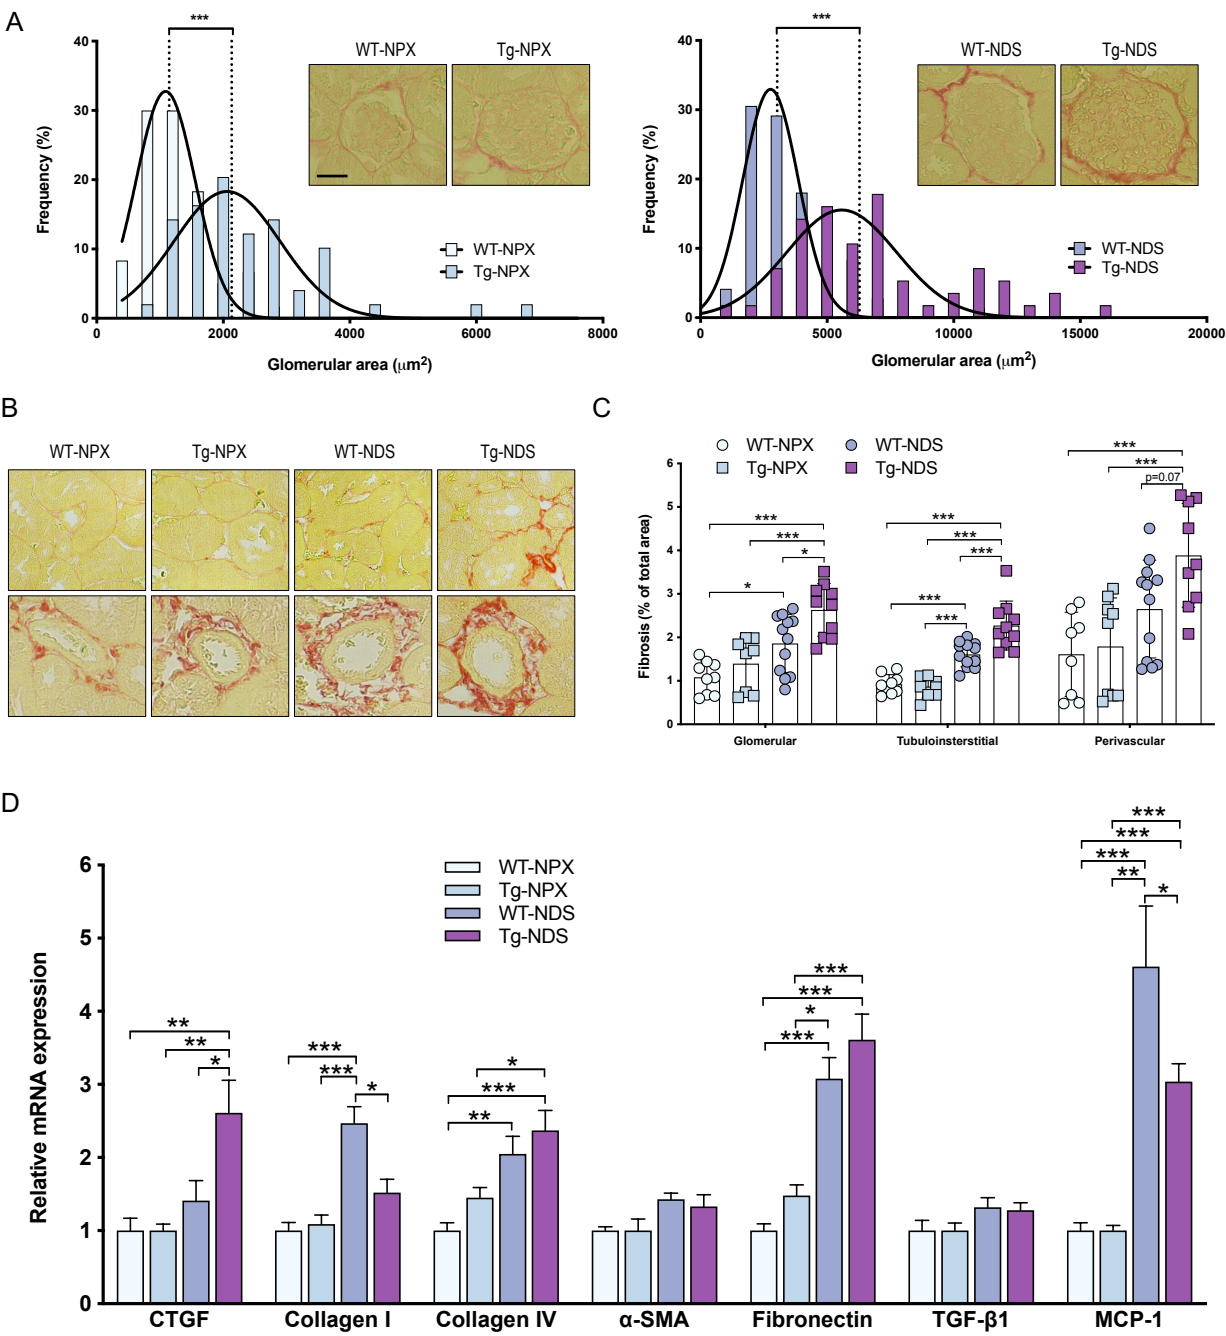 A
***
WT-NPX
Tg-NPX
40
30
20
10
0
Frequency (%)
WT-NPX
Tg-NPX
0
2000
4000
6000
8000
Glomerular area (μm²)
***
WT-NDS
Tg-NDS
40
30
20
10
0
Frequency (%)
WT-NDS
Tg-NDS
0
5000
10000
15000
20000
Glomerular area (μm²)
B
WT-NPX
Tg-NPX
WT-NDS
Tg-NDS
C
WT-NPX
WT-NDS
Tg-NPX
Tg-NDS
6
5
4
3
2
1
0
Fibrosis (% of total area)
***
***
*
*
***
***
***
***
***
***
***
p=0.07
Glomerular
Tubuloinsterstitial
Perivascular
D
WT-NPX
Tg-NPX
WT-NDS
Tg-NDS
6
5
4
3
2
1
0
Relative mRNA expression
**
**
*
***
***
*
*
***
**
***
***
*
***
***
***
***
**
*
CTGF
Collagen I
Collagen IV
α-SMA
Fibronectin
TGF-β1
MCP-1